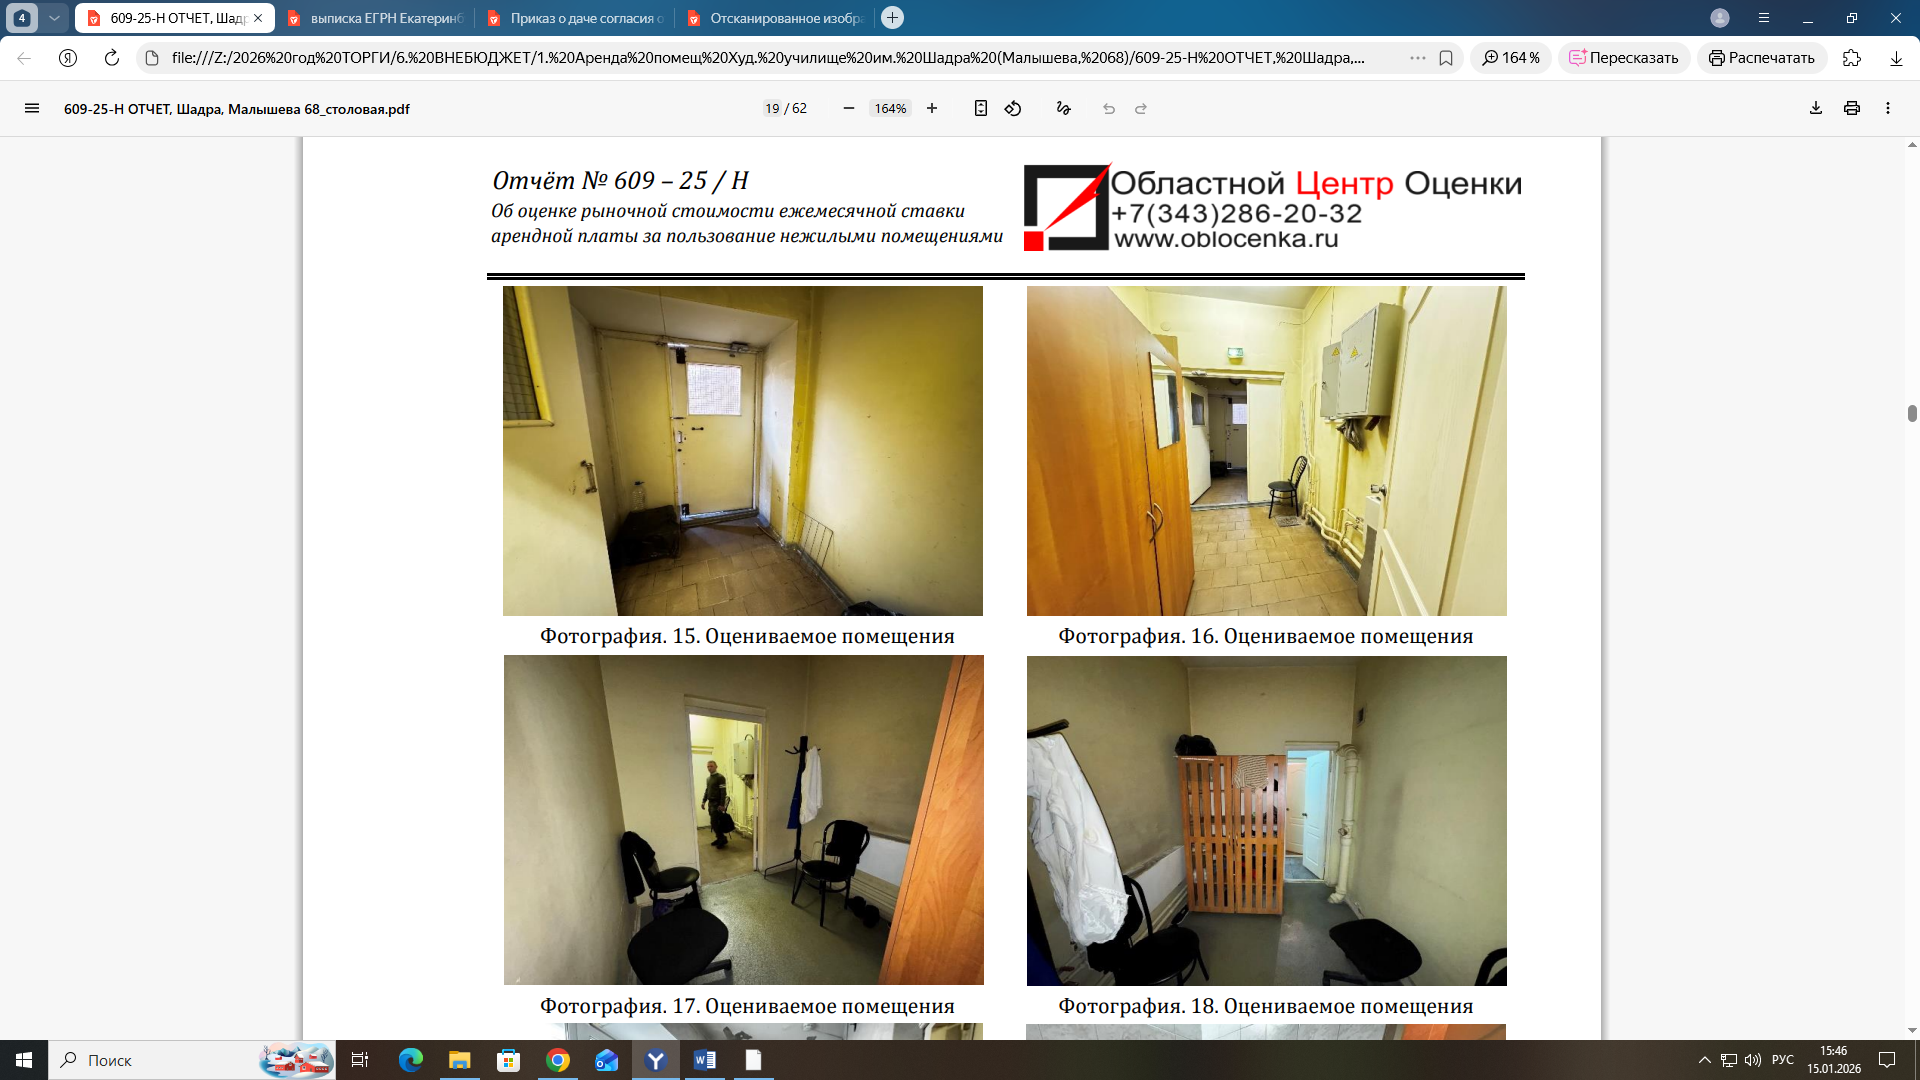 4
609-25-Н ОТЧЕТ, Шадр
выписка ЕГРН Екатеринб
Приказ о даче согласия о
Отсканированное изобра
file:///Z:/2026%20год%20ТОРГИ/6.%20ВНЕБЮДЖЕТ/1.%20Аренда%20помещ%20Худ.%20училище%20им.%20Шадра%20(Малышева,%2068)/609-25-Н%20ОТЧЕТ,%20Шадра,...
164 %
Пересказать
Распечатать
609-25-Н ОТЧЕТ, Шадра, Малышева 68_столовая.pdf
19 / 62
164%
Отчёт № 609 – 25 / Н
Об оценке рыночной стоимости ежемесячной ставки
арендной платы за пользование нежилыми помещениями
Областной Центр Оценки
+7(343)286-20-32
www.oblocenka.ru
Фотография. 15. Оцениваемое помещения
Фотография. 16. Оцениваемое помещения
Фотография. 17. Оцениваемое помещения
Фотография. 18. Оцениваемое помещения
Поиск
РУС
15:46
15.01.2026